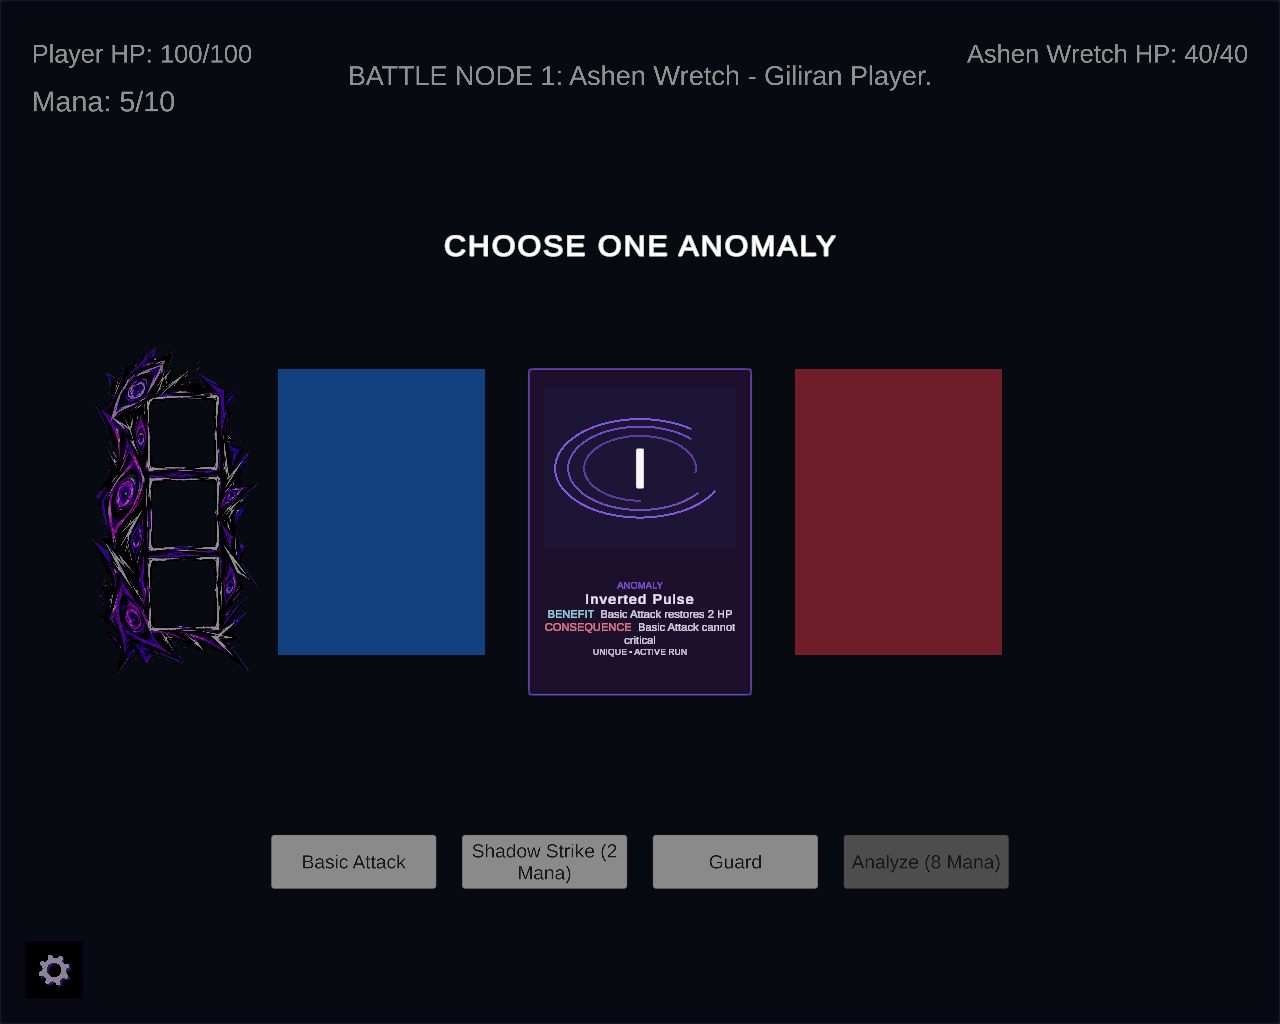 Player HP: 100/100
Ashen Wretch HP: 40/40
BATTLE NODE 1: Ashen Wretch - Giliran Player.
Mana: 5/10
CHOOSE ONE ANOMALY
ANOMALY
Inverted Pulse
BENEFIT Basic Attack restores 2 HP
CONSEQUENCE Basic Attack cannot
critical
UNIQUE • ACTIVE RUN
Basic Attack
Shadow Strike (2
Mana)
Guard
Analyze (8 Mana)